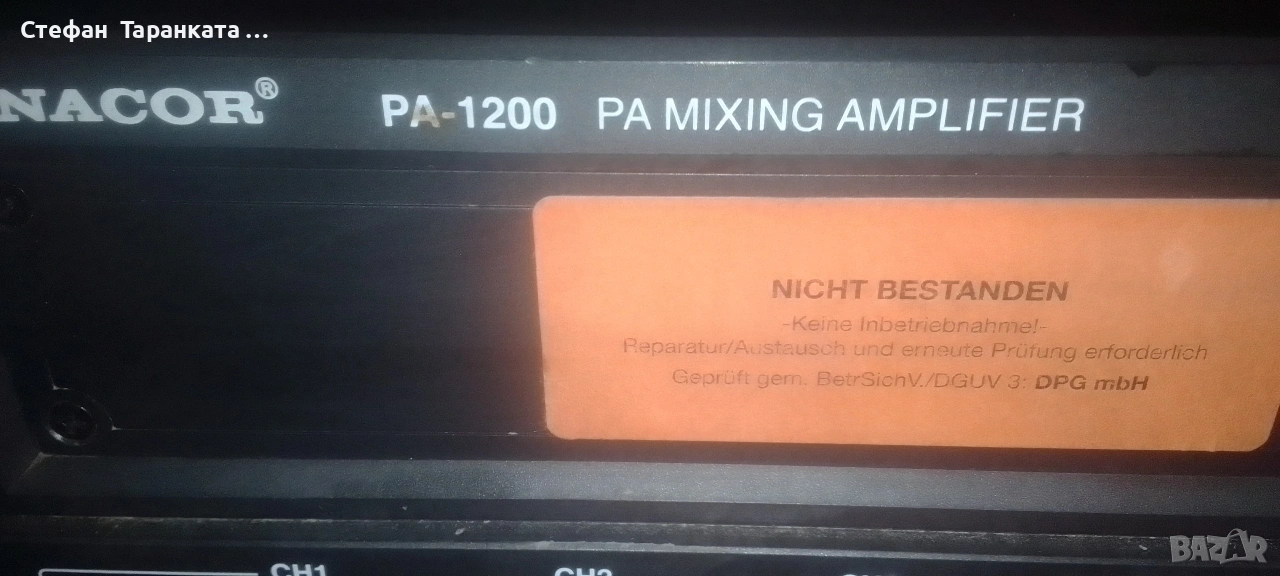 Стефан Таранката ...
NACOR® PA-1200 PA MIXING AMPLIFIER
NICHT BESTANDEN
-Keine Inbetriebnahme!-
Reparatur/Austausch und erneute Prüfung erforderlich
Geprüft gem. BetrSichV./DGUV 3: DPG mbH
BAZAR
CH1 CH2